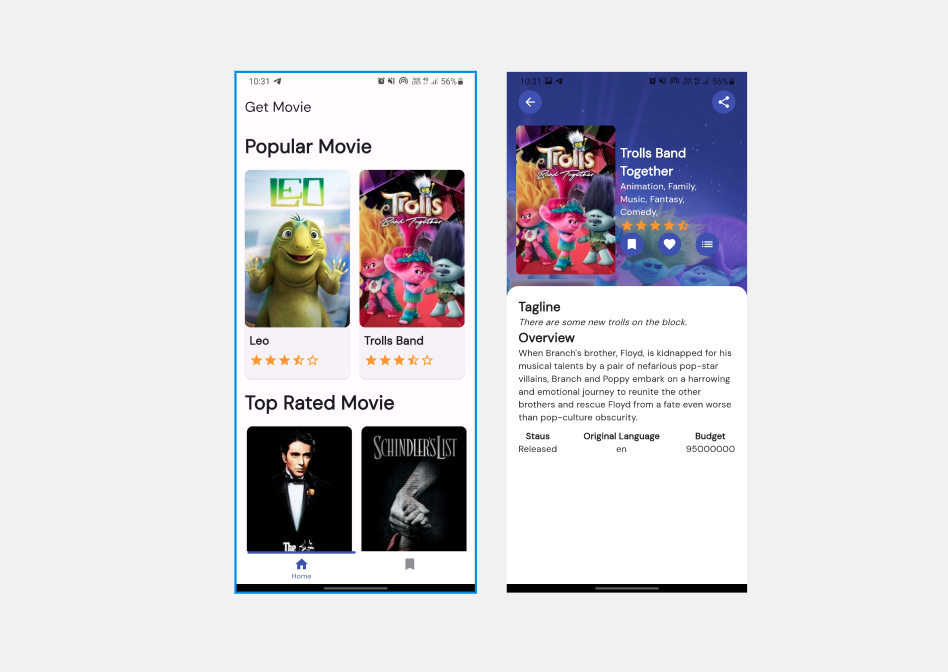 10:31
56%
Get Movie
Popular Movie
LEO
Trolls
Band Together
Leo
Trolls Band
Top Rated Movie
The
SCHINDLER'S LIST
Home
10:31
56%
Trolls
Band Together
Trolls Band
Together
Animation, Family,
Music, Fantasy,
Comedy,
Tagline
There are some new trolls on the block.
Overview
When Branch's brother, Floyd, is kidnapped for his
musical talents by a pair of nefarious pop-star
villains, Branch and Poppy embark on a harrowing
and emotional journey to reunite the other
brothers and rescue Floyd from a fate even worse
than pop-culture obscurity.
Staus Original Language Budget
Released en 95000000